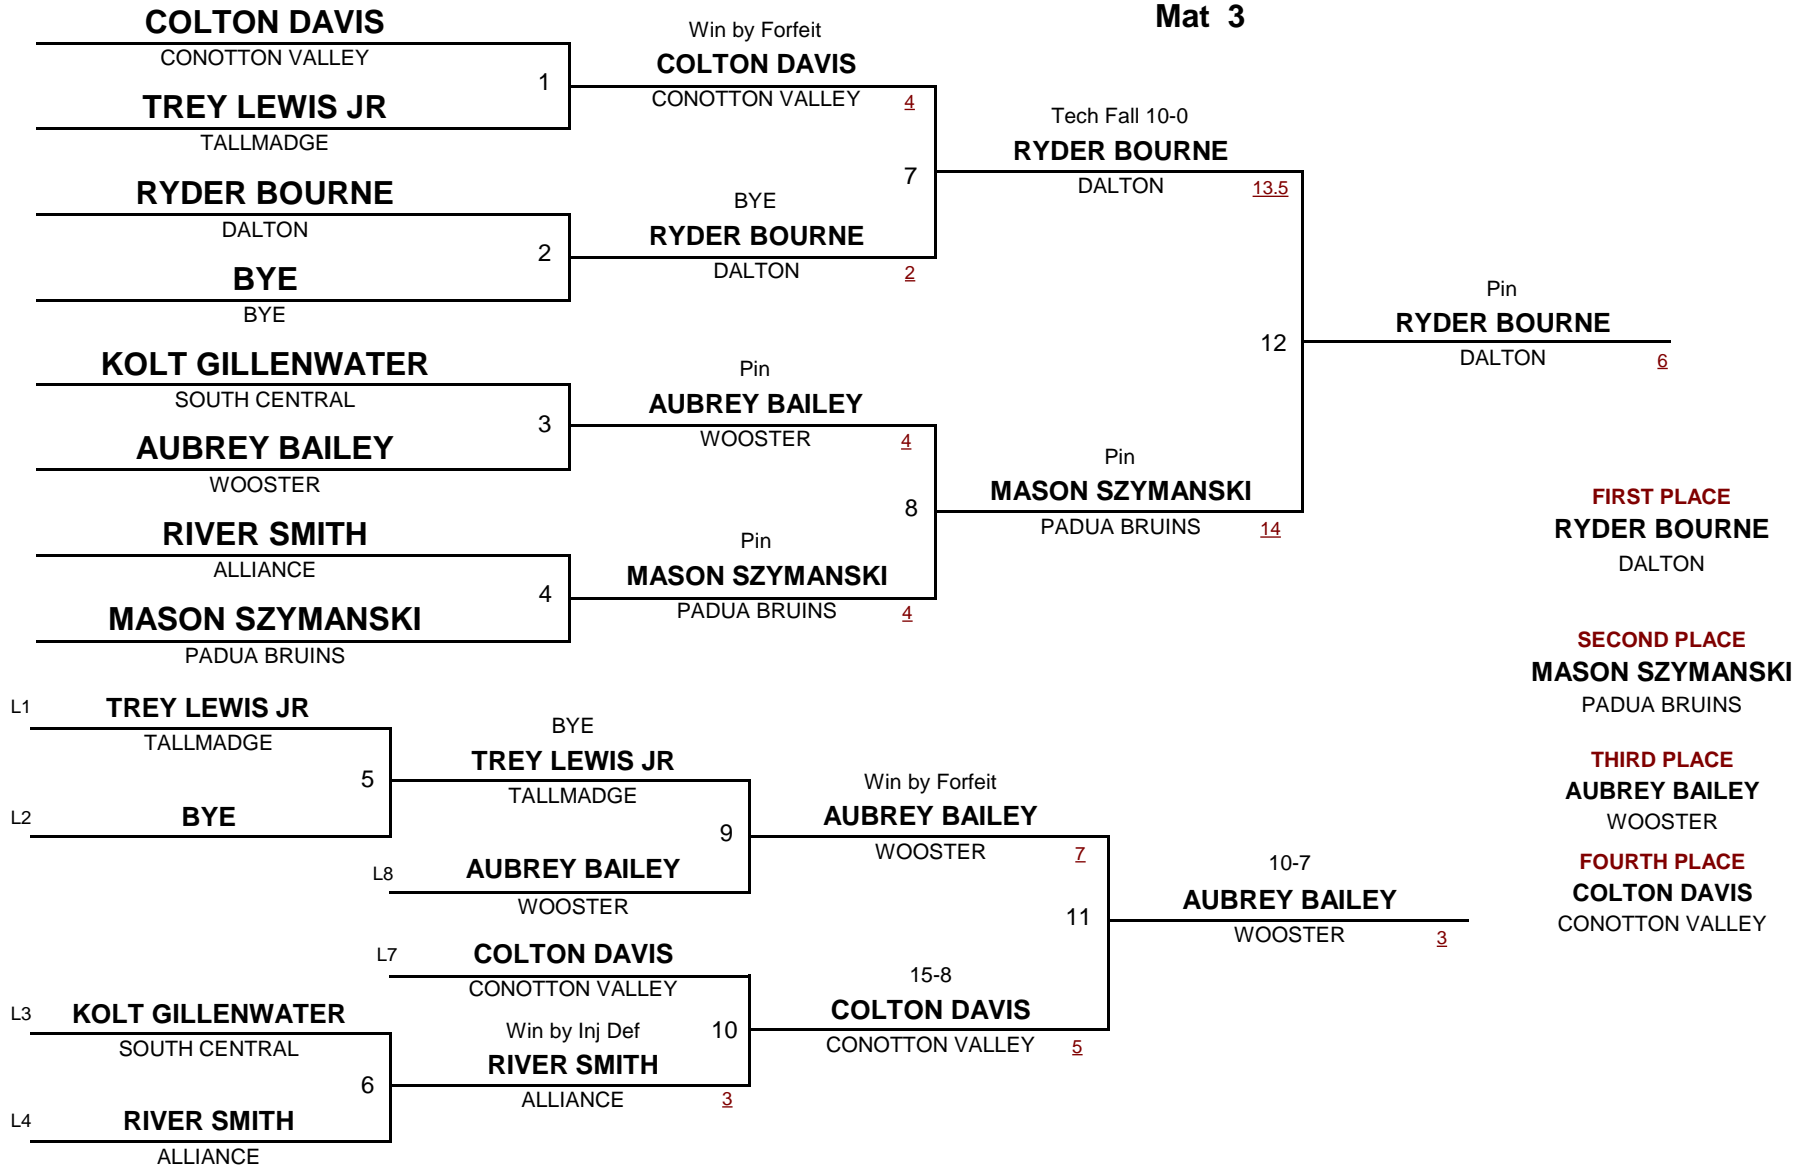 Mat 3
COLTON DAVIS
CONOTTON VALLEY
1
TREY LEWIS JR
TALLMADGE
RYDER BOURNE
DALTON
2
BYE
BYE
KOLT GILLENWATER
SOUTH CENTRAL
3
AUBREY BAILEY
WOOSTER
RIVER SMITH
ALLIANCE
4
MASON SZYMANSKI
PADUA BRUINS
Win by Forfeit
COLTON DAVIS
CONOTTON VALLEY 4
7
BYE
RYDER BOURNE
DALTON 2
Pin
AUBREY BAILEY
WOOSTER 4
8
Pin
MASON SZYMANSKI
PADUA BRUINS 4
Tech Fall 10-0
RYDER BOURNE
DALTON 13.5
12
Pin
MASON SZYMANSKI
PADUA BRUINS 14
Pin
RYDER BOURNE
DALTON 6
FIRST PLACE
RYDER BOURNE
DALTON
SECOND PLACE
MASON SZYMANSKI
PADUA BRUINS
THIRD PLACE
AUBREY BAILEY
WOOSTER
FOURTH PLACE
COLTON DAVIS
CONOTTON VALLEY
L1 TREY LEWIS JR
TALLMADGE
5
L2 BYE
L3 KOLT GILLENWATER
SOUTH CENTRAL
6
L4 RIVER SMITH
ALLIANCE
BYE
TREY LEWIS JR
TALLMADGE
9
L8 AUBREY BAILEY
WOOSTER
L7 COLTON DAVIS
CONOTTON VALLEY
10
Win by Inj Def
RIVER SMITH
ALLIANCE 3
Win by Forfeit
AUBREY BAILEY
WOOSTER 7
11
15-8
COLTON DAVIS
CONOTTON VALLEY 5
10-7
AUBREY BAILEY
WOOSTER 3